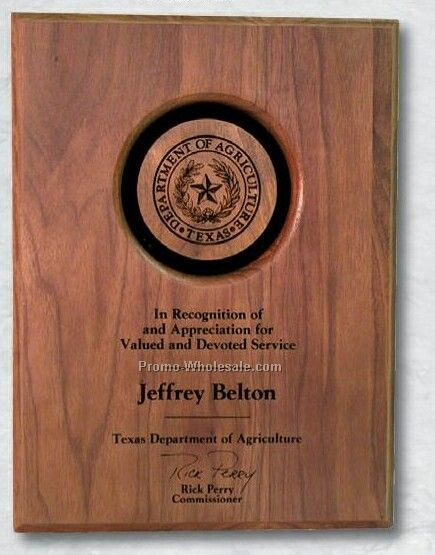 DEPARTMENT OF AGRICULTURE
• TEXAS •
In Recognition of
and Appreciation for
Valued and Devoted Service
Promo-Wholesale.com
Jeffrey Belton
Texas Department of Agriculture
Rick Perry
Rick Perry
Commissioner